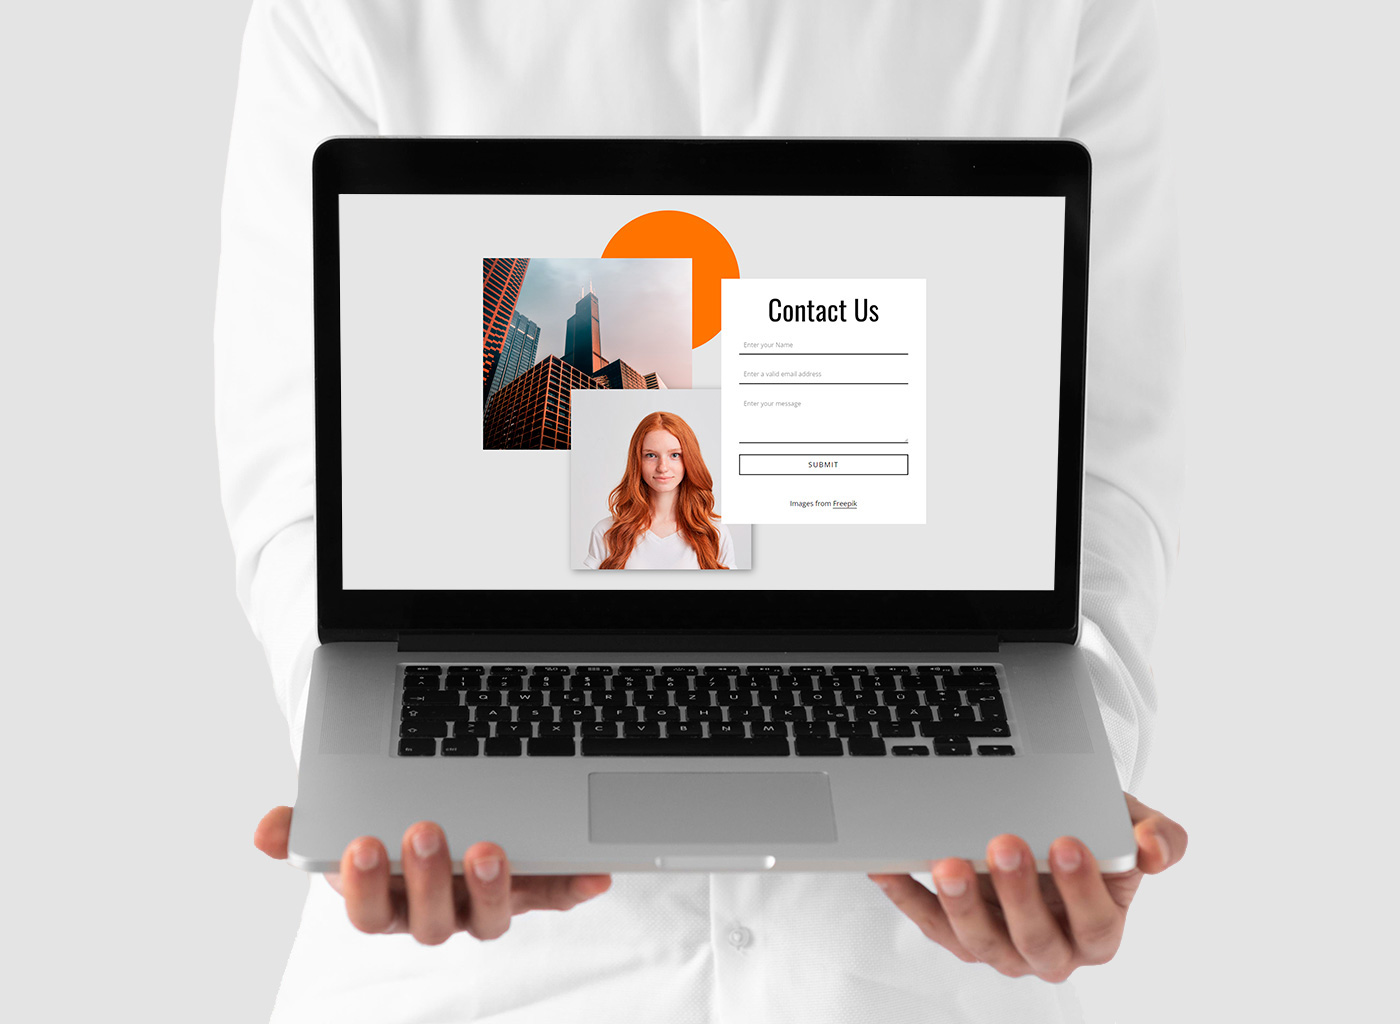 Contact Us
Enter your Name
Enter a valid email address
Enter your message
SUBMIT
Images from Freepik
Q W E R T Z U I O P Ü
A S D F G H J K L Ö Ä
Y X C V B N M